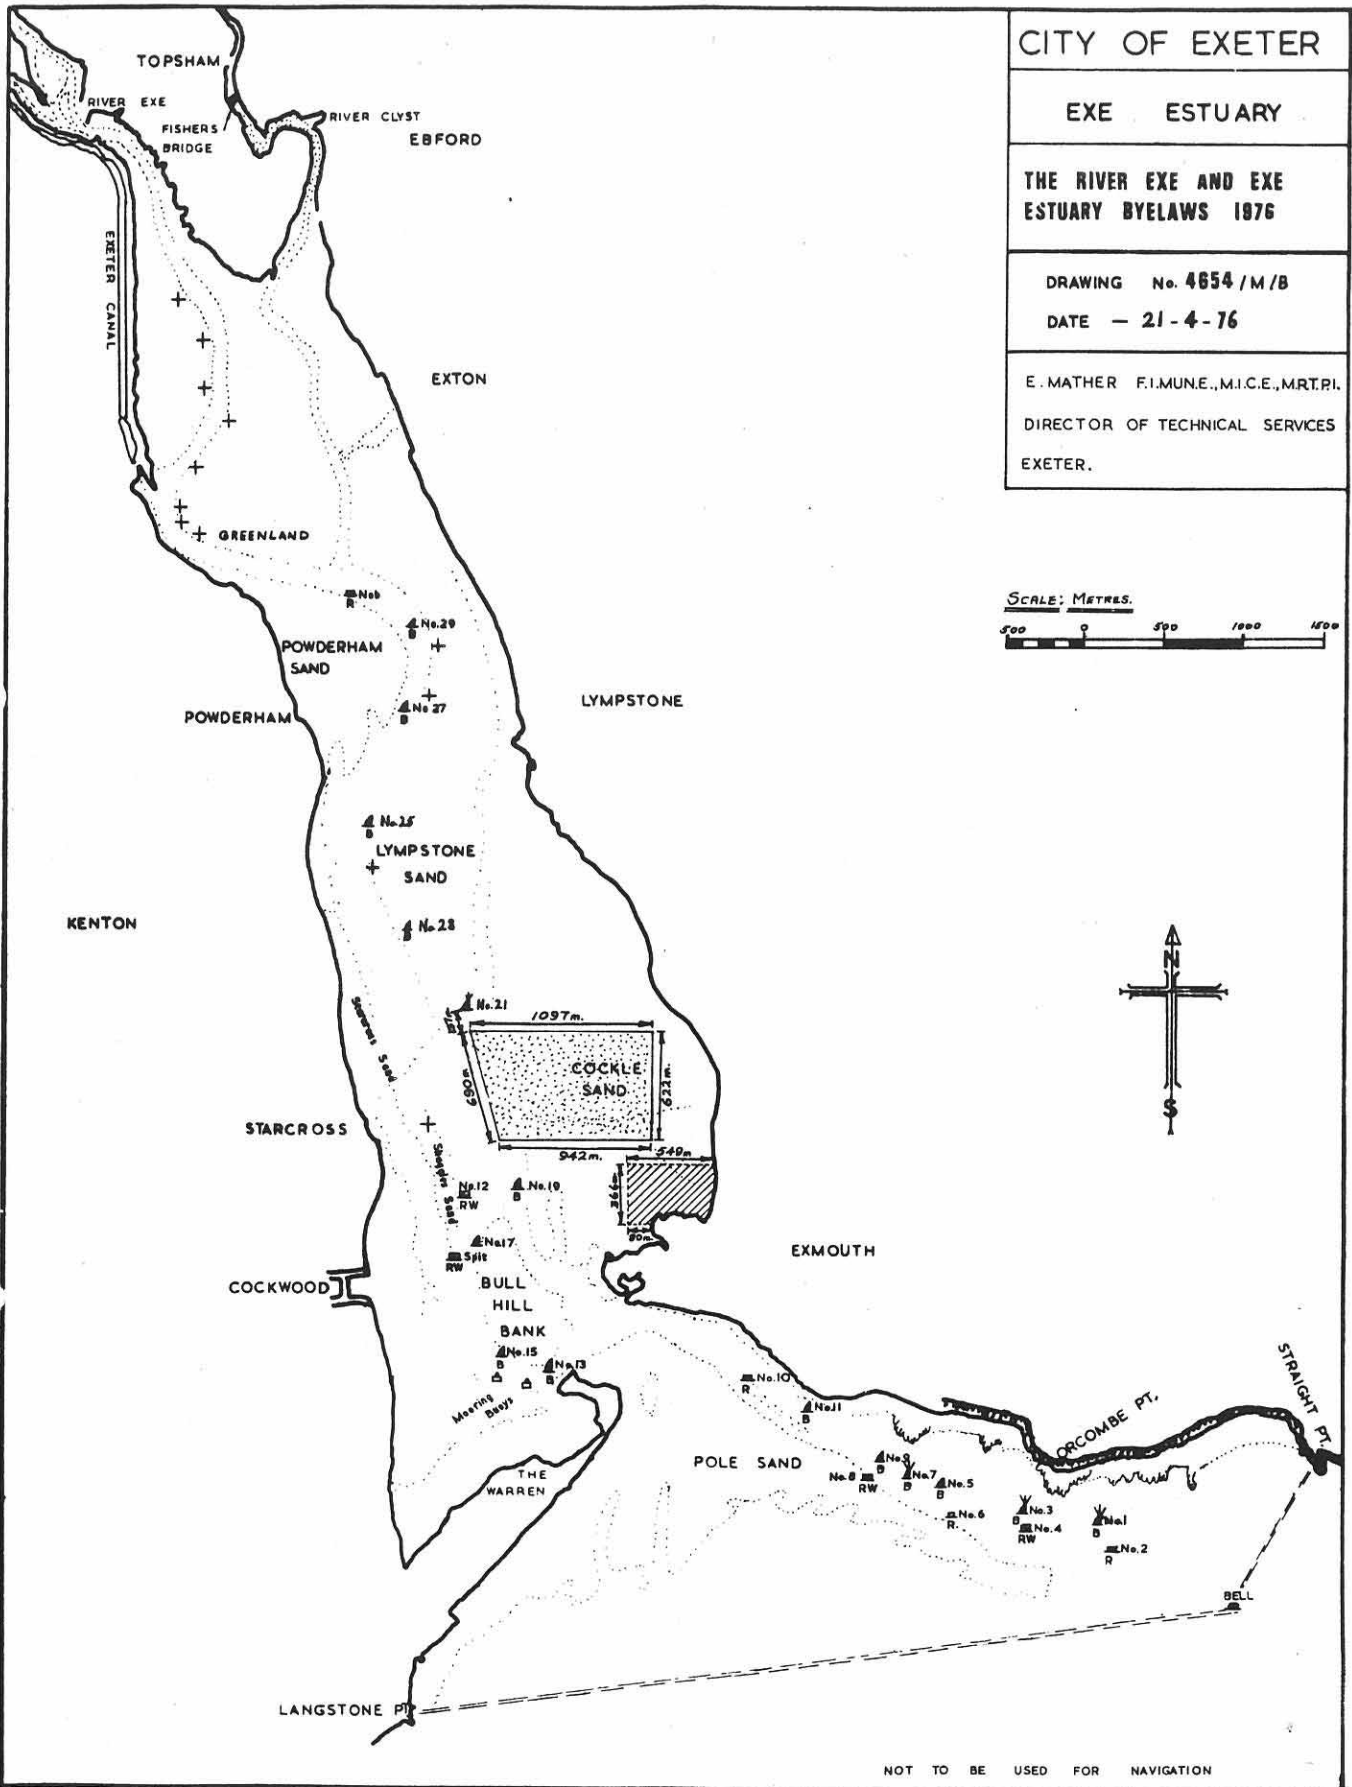 CITY OF EXETER
EXE ESTUARY
THE RIVER EXE AND EXE
ESTUARY BYELAWS 1976
DRAWING No. 4654/M/B
DATE — 21-4-76
E. MATHER F.I.MUN.E., M.I.C.E., M.R.T.P.I.
DIRECTOR OF TECHNICAL SERVICES
EXETER.
SCALE: METRES.
500 0 500 1000 1500
TOPSHAM
RIVER EXE
FISHERS
BRIDGE
RIVER CLYST
EBFORD
EXETER CANAL
EXTON
GREENLAND
R
No.29
B
POWDERHAM
SAND
LYMPSTONE
No.27
B
POWDERHAM
No.25
B
LYMPSTONE
SAND
KENTON
No.28
B
N
S
No.21
Starcross Sand
1097m.
COCKLE
SAND
622m.
942m.
549m
366m
80m.
STARCROSS
Shaggles Sand
No.12
RW
No.19
B
No.17
Split
RW
EXMOUTH
COCKWOOD
BULL
HILL
BANK
No.15
B
No.13
B
Mooring
Buoys
No.10
R
No.11
B
STRAIGHT PT.
ORCOMBE PT.
THE
WARREN
POLE SAND
No.9
B
No.8
RW
No.7
B
No.5
B
No.6
R
No.3
B
No.4
RW
No.1
B
No.2
R
BELL
LANGSTONE PT.
NOT TO BE USED FOR NAVIGATION